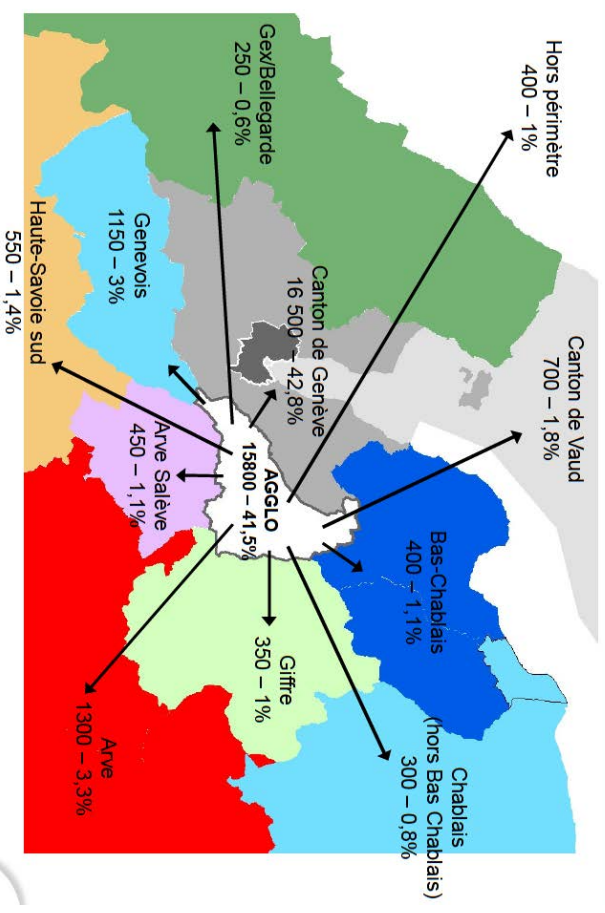 Hors périmètre
400 – 1%
Canton de Vaud
700 – 1,8%
Gex/Bellegarde
250 – 0,6%
Canton de Genève
16 500 – 42,8%
Bas-Chablais
400 – 1,1%
Chablais
(hors Bas Chablais)
300 – 0,8%
Genevois
1150 – 3%
AGGLO
15800 – 41,5%
Arve Salève
450 – 1,1%
Giffre
350 – 1%
Haute-Savoie sud
550 – 1,4%
Arve
1300 – 3,3%